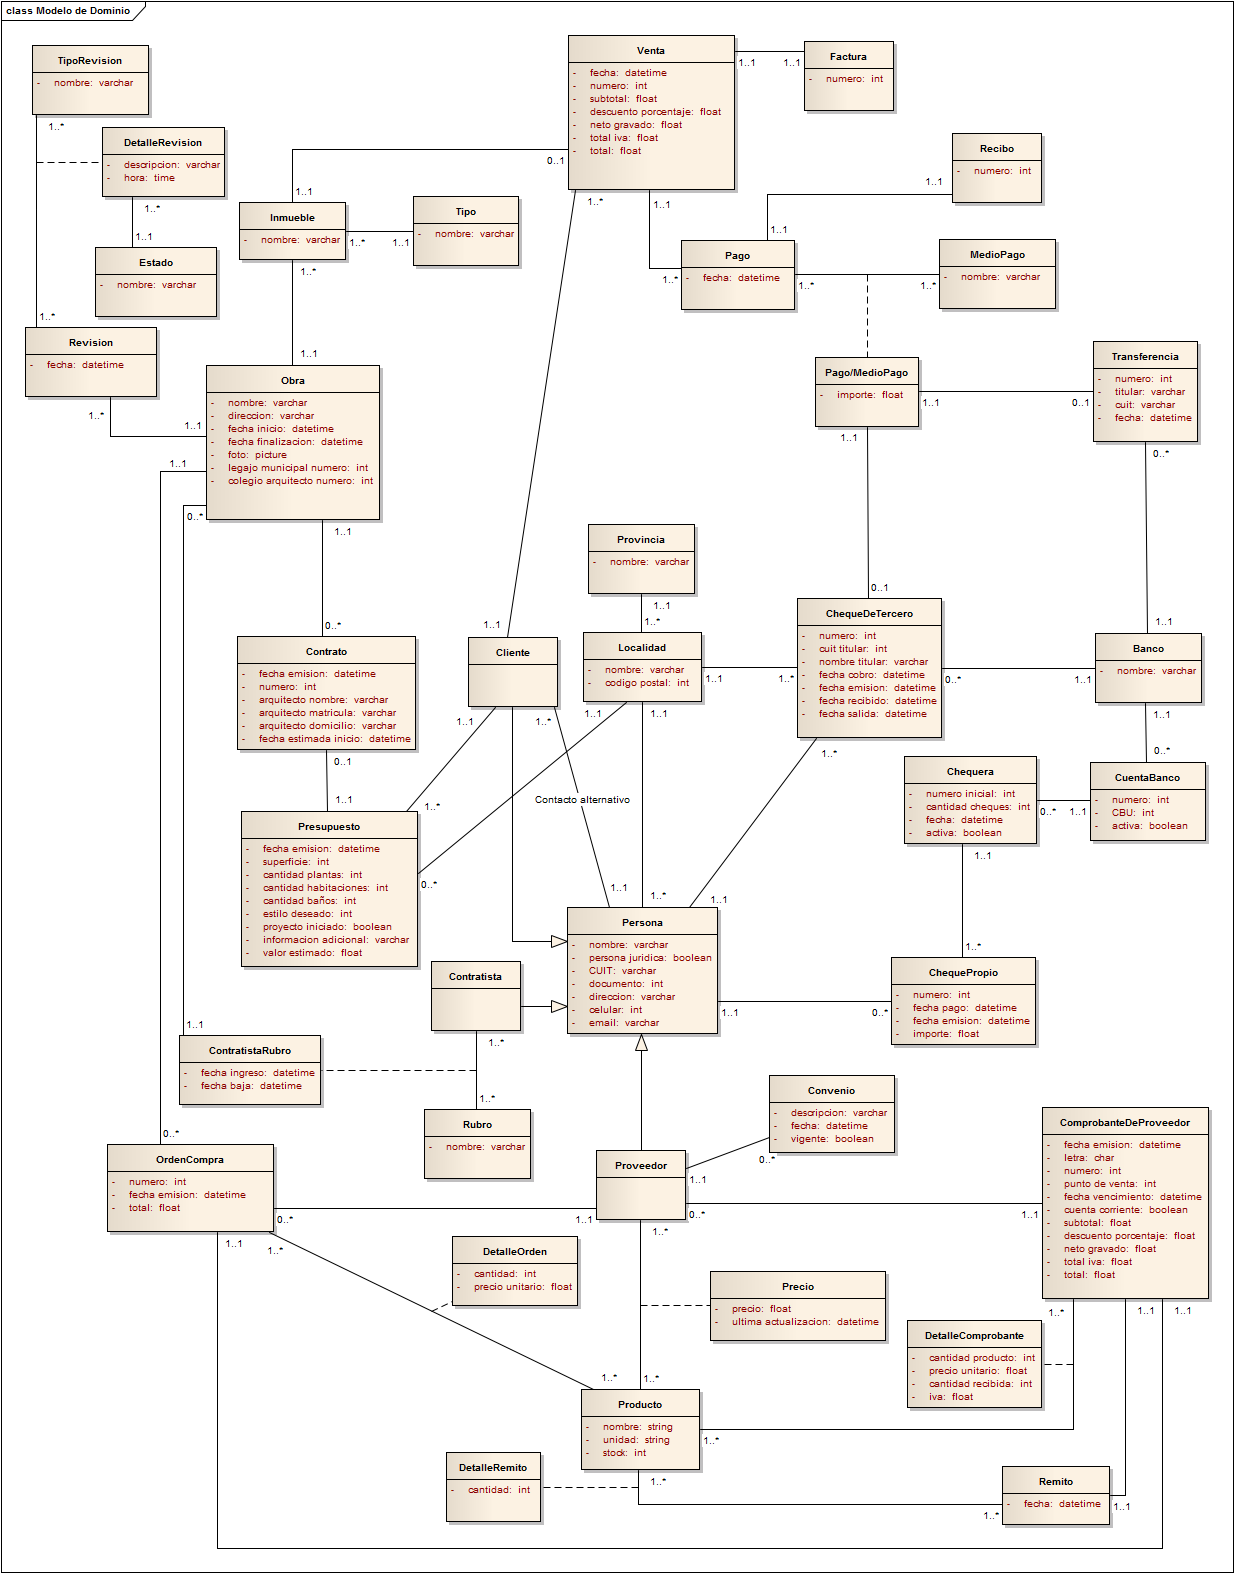 class Modelo de Dominio
TipoRevision
- nombre: varchar
1..*
DetalleRevision
- descripcion: varchar
- hora: time
1..*
1..1
Estado
- nombre: varchar
1..*
Revision
- fecha: datetime
1..*
1..1
Venta
- fecha: datetime
- numero: int
- subtotal: float
- descuento porcentaje: float
- neto gravado: float
- total iva: float
- total: float
1..1
1..1
Factura
- numero: int
0..1
1..1
Inmueble
- nombre: varchar
1..*
1..1
Tipo
- nombre: varchar
1..*
1..1
1..*
1..1
Recibo
- numero: int
1..1
1..1
1..*
Pago
- fecha: datetime
1..*
1..*
MedioPago
- nombre: varchar
Pago/MedioPago
- importe: float
1..1
0..1
1..1
Transferencia
- numero: int
- titular: varchar
- cuit: varchar
- fecha: datetime
0..*
Obra
- nombre: varchar
- direccion: varchar
- fecha inicio: datetime
- fecha finalizacion: datetime
- foto: picture
- legajo municipal numero: int
- colegio arquitecto numero: int
1..1
0..*
1..1
0..*
Provincia
- nombre: varchar
1..1
1..*
0..1
1..1
1..1
Contrato
- fecha emision: datetime
- numero: int
- arquitecto nombre: varchar
- arquitecto matricula: varchar
- arquitecto domicilio: varchar
- fecha estimada inicio: datetime
0..1
1..1
Cliente
1..1
1..*
Localidad
- nombre: varchar
- codigo postal: int
1..1
1..1
1..1
1..*
ChequeDeTercero
- numero: int
- cuit titular: int
- nombre titular: varchar
- fecha cobro: datetime
- fecha emision: datetime
- fecha recibido: datetime
- fecha salida: datetime
0..*
1..1
1..*
Banco
- nombre: varchar
1..1
0..*
Contacto alternativo
1..*
Chequera
- numero inicial: int
- cantidad cheques: int
- fecha: datetime
- activa: boolean
0..*
1..1
1..1
CuentaBanco
- numero: int
- CBU: int
- activa: boolean
Presupuesto
- fecha emision: datetime
- superficie: int
- cantidad plantas: int
- cantidad habitaciones: int
- cantidad baños: int
- estilo deseado: int
- proyecto iniciado: boolean
- informacion adicional: varchar
- valor estimado: float
0..*
1..1
1..*
1..1
Persona
- nombre: varchar
- persona juridica: boolean
- CUIT: varchar
- documento: int
- direccion: varchar
- celular: int
- email: varchar
1..1
0..*
1..*
ChequePropio
- numero: int
- fecha pago: datetime
- fecha emision: datetime
- importe: float
Contratista
1..*
1..1
ContratistaRubro
- fecha ingreso: datetime
- fecha baja: datetime
1..*
Rubro
- nombre: varchar
Convenio
- descripcion: varchar
- fecha: datetime
- vigente: boolean
0..*
ComprobanteDeProveedor
- fecha emision: datetime
- letra: char
- numero: int
- punto de venta: int
- fecha vencimiento: datetime
- cuenta corriente: boolean
- subtotal: float
- descuento porcentaje: float
- neto gravado: float
- total iva: float
- total: float
0..*
OrdenCompra
- numero: int
- fecha emision: datetime
- total: float
0..*
1..1
Proveedor
1..1
0..*
1..1
1..*
1..1
1..*
DetalleOrden
- cantidad: int
- precio unitario: float
Precio
- precio: float
- ultima actualizacion: datetime
1..*
1..1
1..1
DetalleComprobante
- cantidad producto: int
- precio unitario: float
- cantidad recibida: int
- iva: float
1..*
1..*
Producto
- nombre: string
- unidad: string
- stock: int
1..*
1..*
DetalleRemito
- cantidad: int
Remito
- fecha: datetime
1..*
1..1